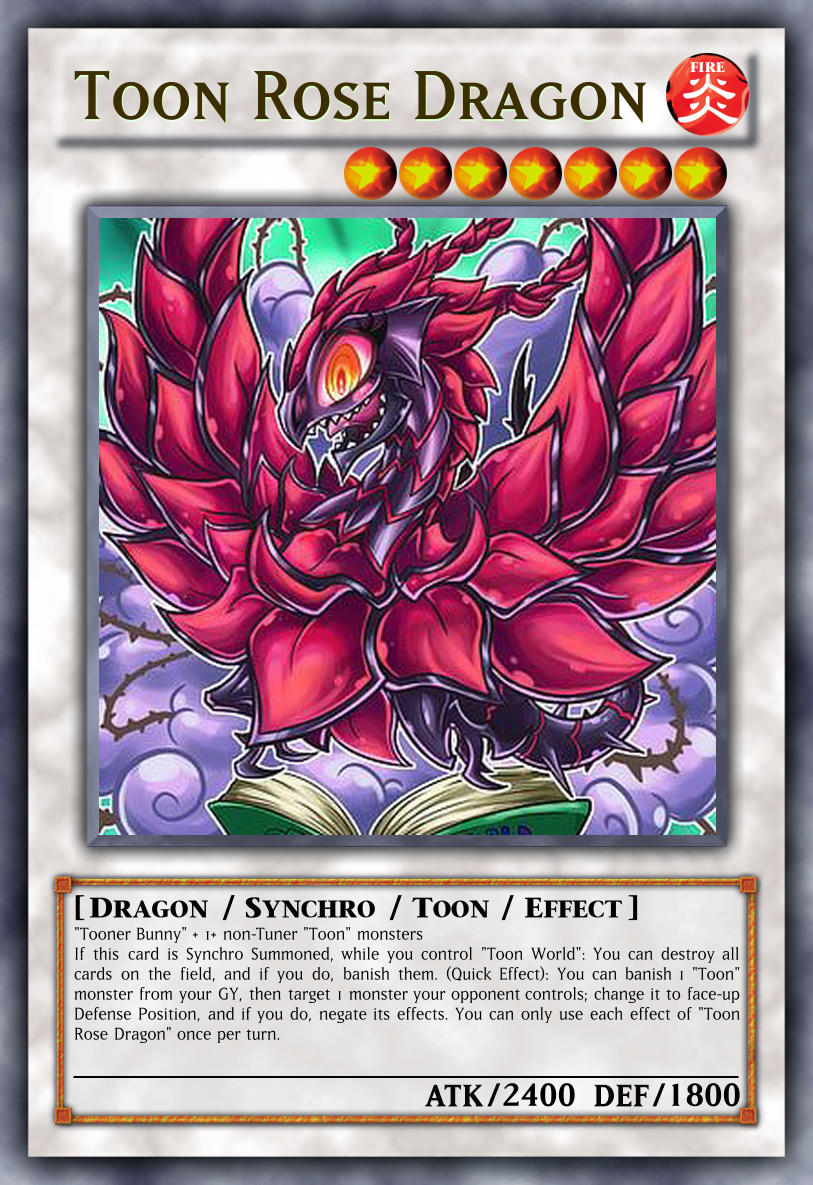 Toon Rose Dragon
FIRE
炎
[ Dragon / Synchro / Toon / Effect ]
"Tooner Bunny" + 1+ non-Tuner "Toon" monsters
If this card is Synchro Summoned, while you control "Toon World": You can destroy all
cards on the field, and if you do, banish them. (Quick Effect): You can banish 1 "Toon"
monster from your GY, then target 1 monster your opponent controls; change it to face-up
Defense Position, and if you do, negate its effects. You can only use each effect of "Toon
Rose Dragon" once per turn.
ATK/2400 DEF/1800